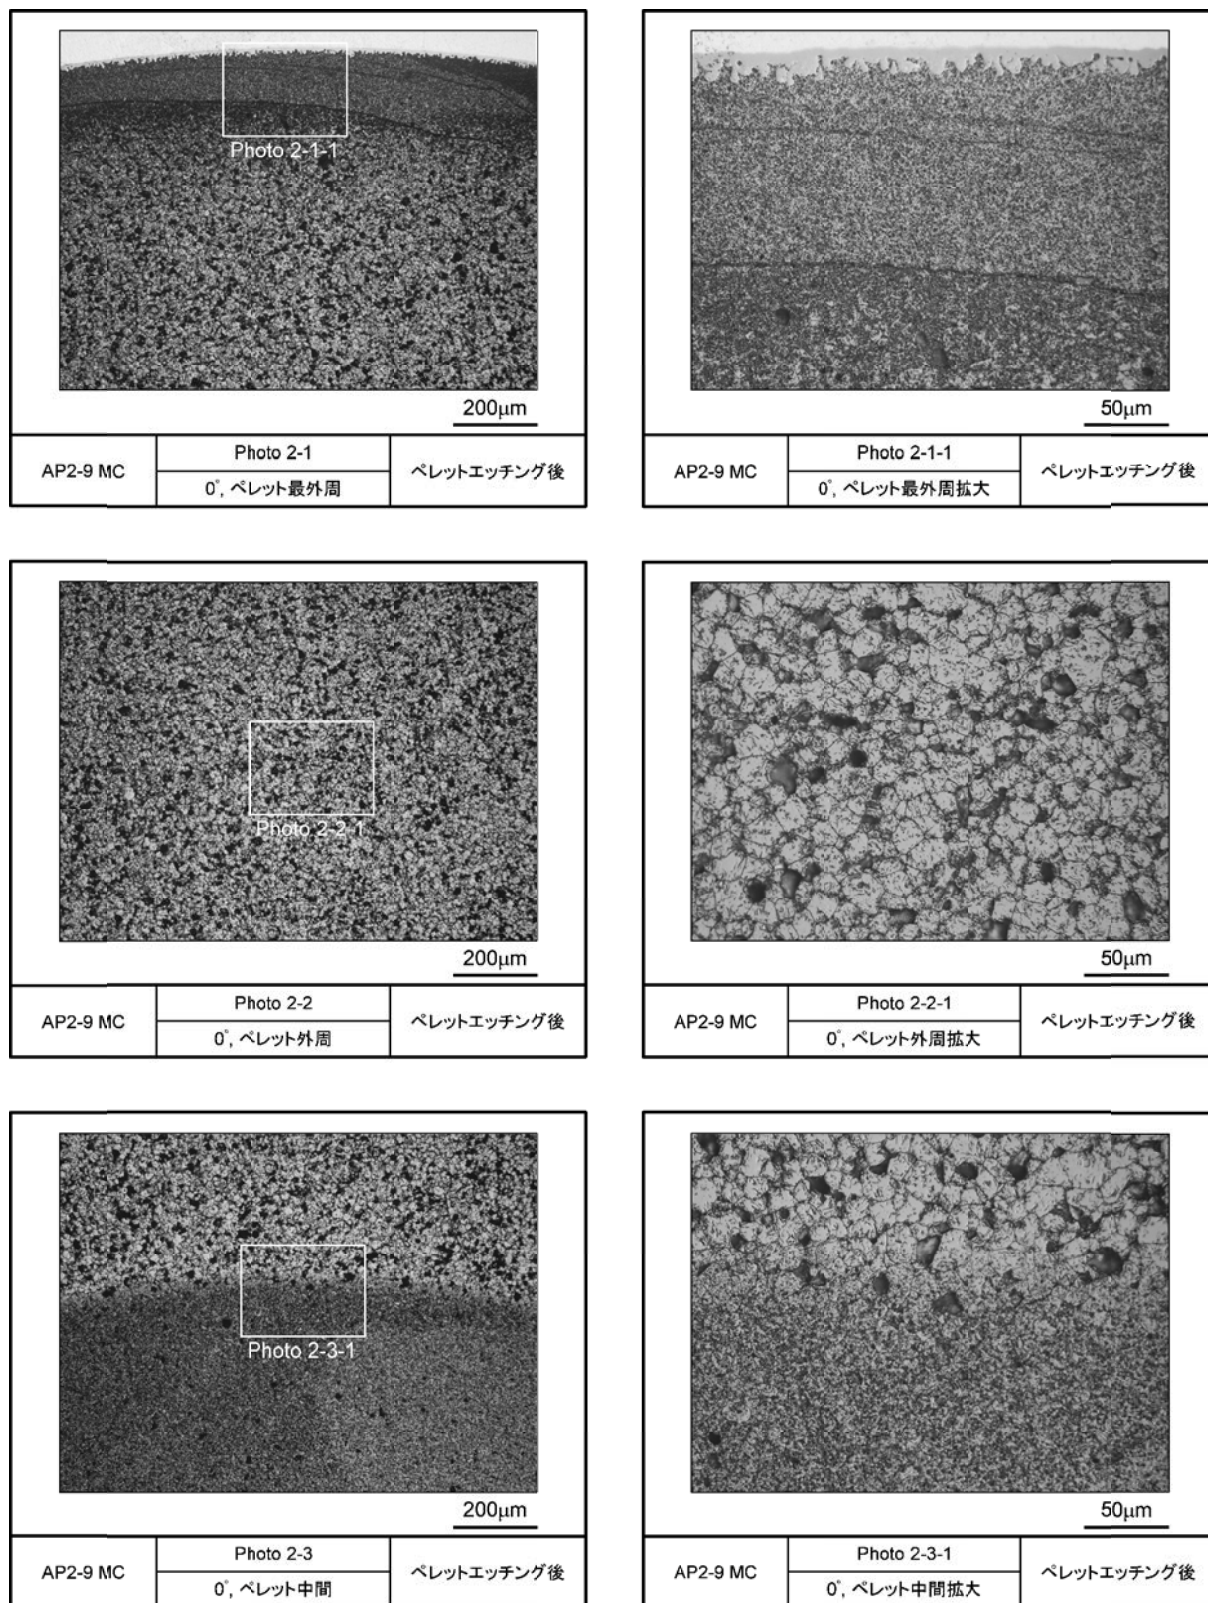 Photo 2-1-1
200μm
AP2-9 MC
Photo 2-1
0°, ペレット最外周
ペレットエッチング後
50μm
AP2-9 MC
Photo 2-1-1
0°, ペレット最外周拡大
ペレットエッチング後
Photo 2-2-1
200μm
AP2-9 MC
Photo 2-2
0°, ペレット外周
ペレットエッチング後
50μm
AP2-9 MC
Photo 2-2-1
0°, ペレット外周拡大
ペレットエッチング後
Photo 2-3-1
200μm
AP2-9 MC
Photo 2-3
0°, ペレット中間
ペレットエッチング後
50μm
AP2-9 MC
Photo 2-3-1
0°, ペレット中間拡大
ペレットエッチング後